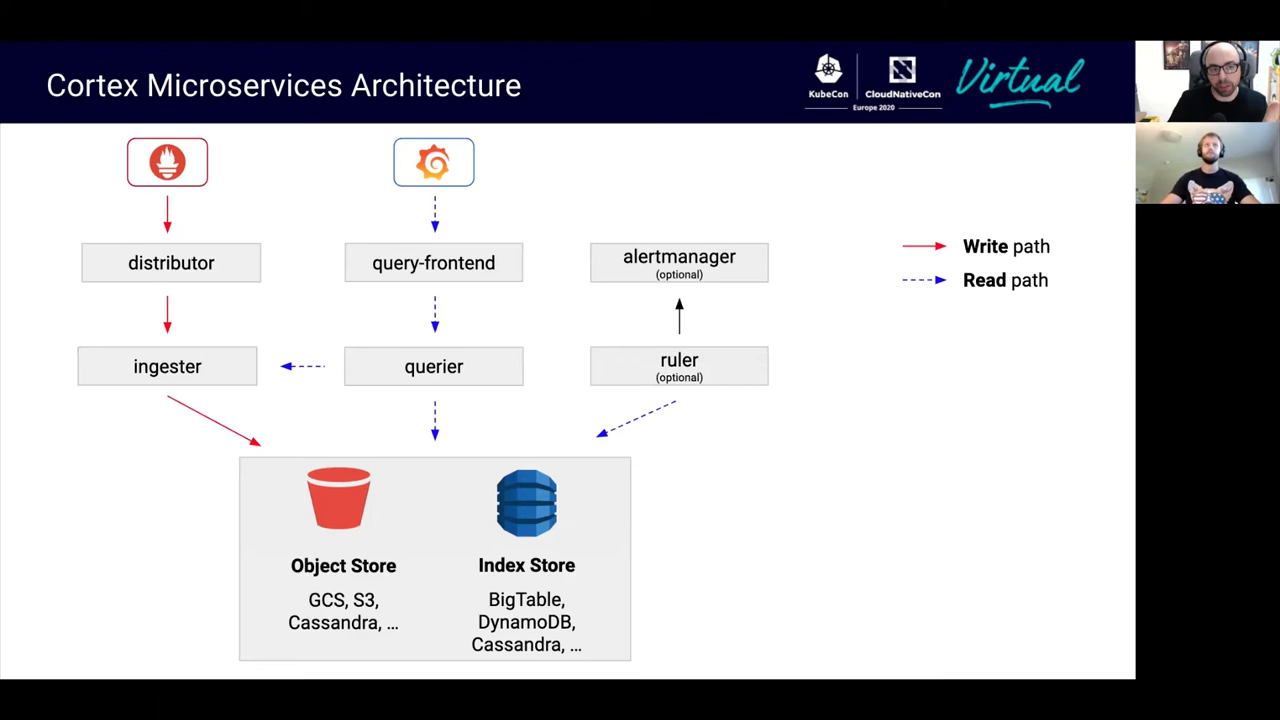 Cortex Microservices Architecture
KubeCon
CloudNativeCon
Europe 2020
Virtual
distributor
query-frontend
alertmanager
(optional)
Write path
Read path
ingester
querier
ruler
(optional)
Object Store
GCS, S3,
Cassandra, ...
Index Store
BigTable,
DynamoDB,
Cassandra, ...